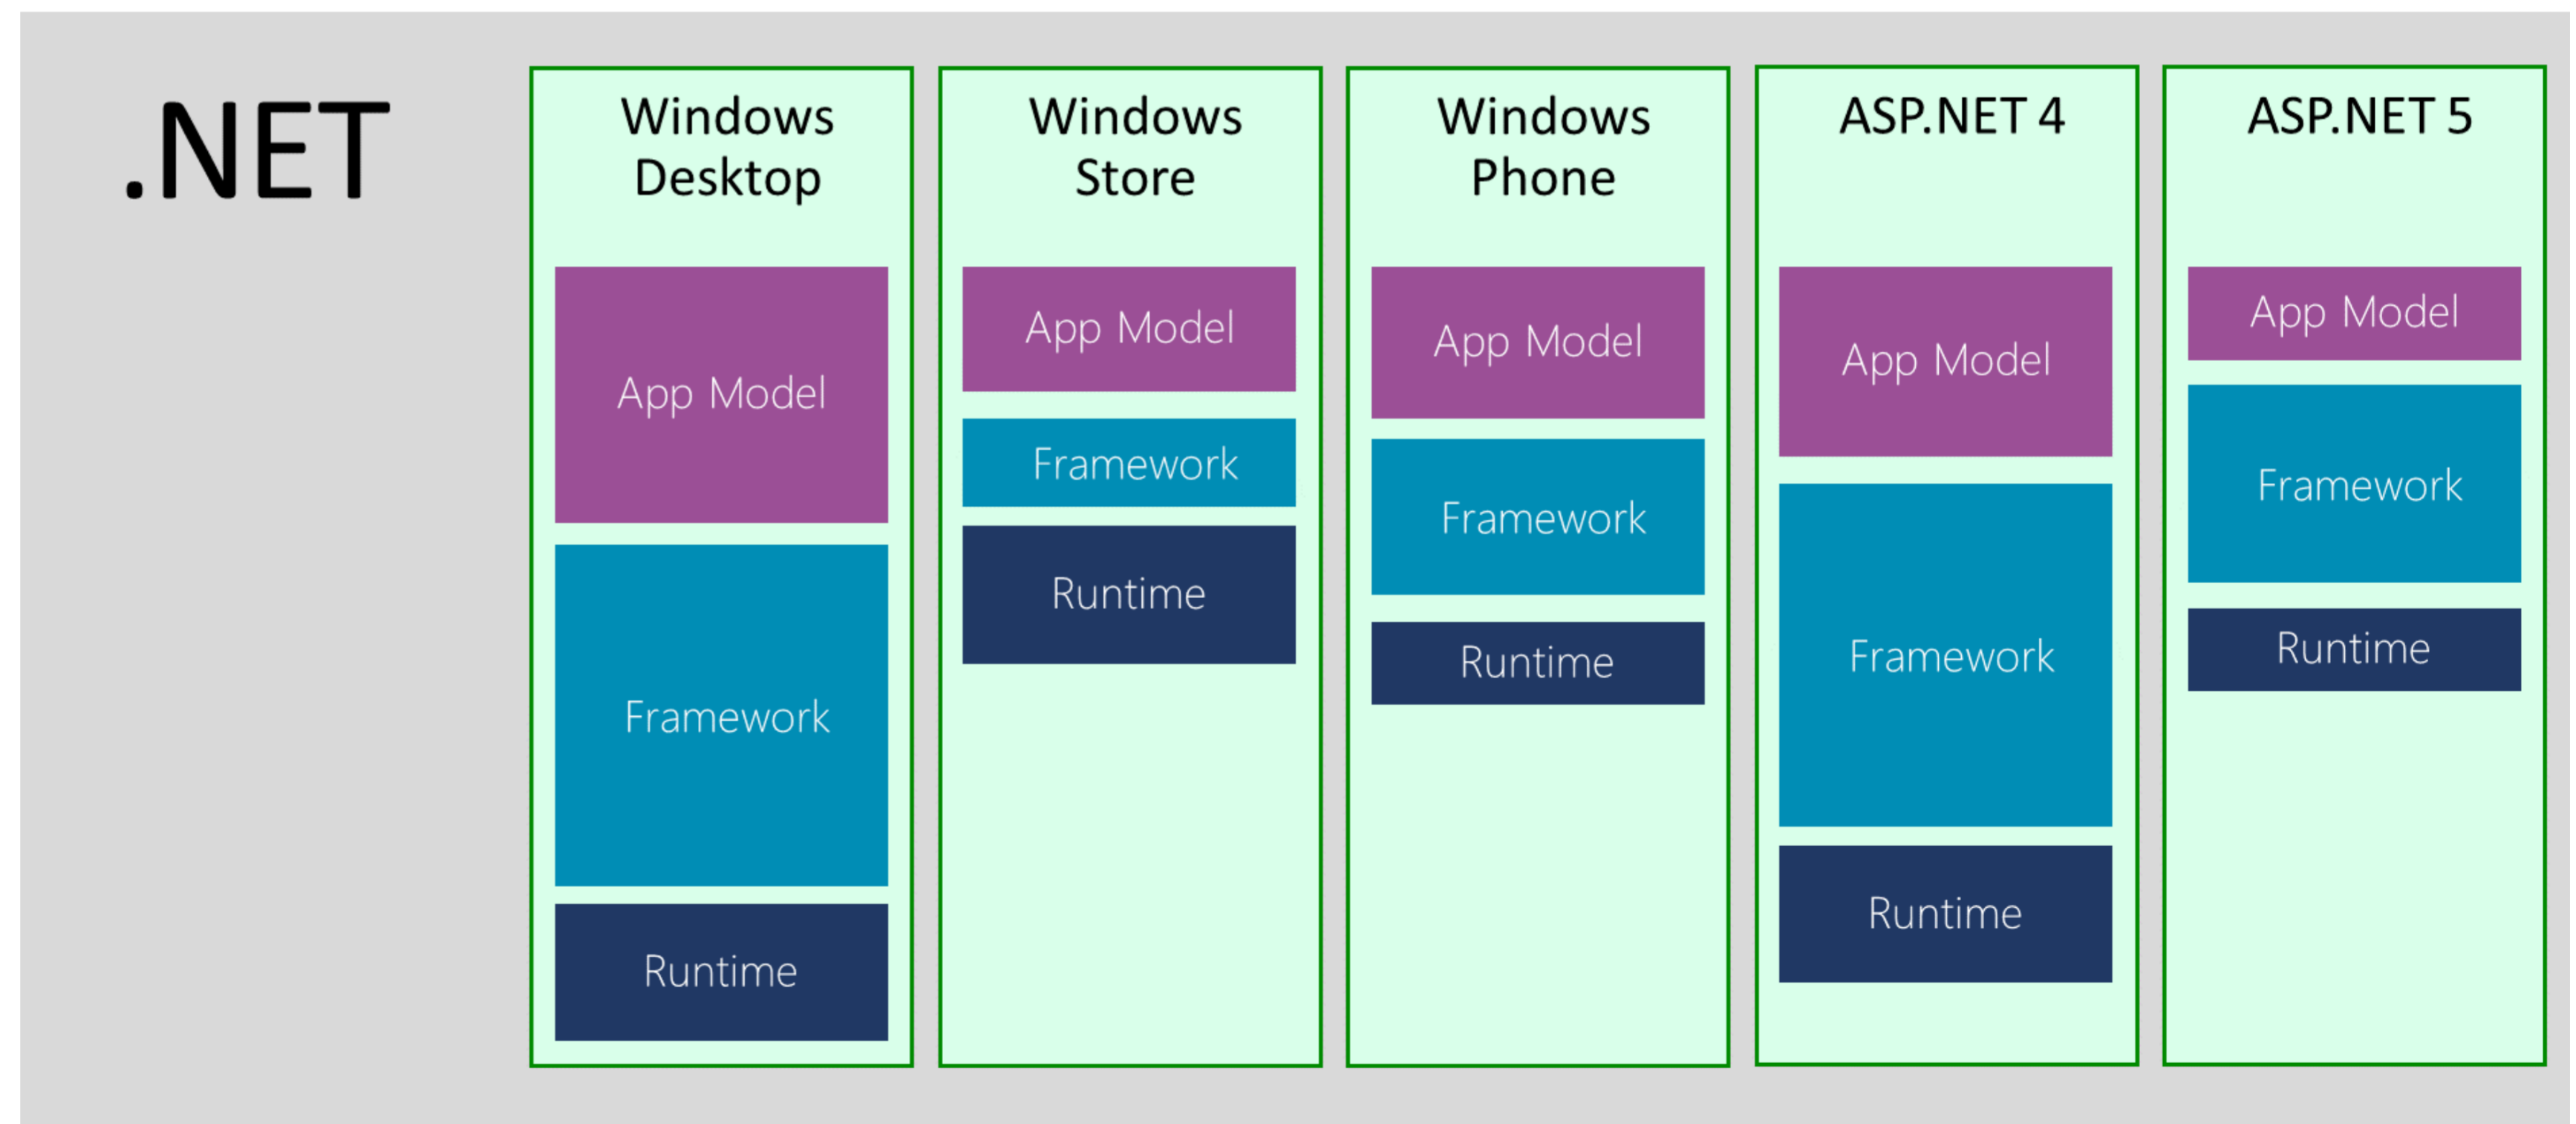 .NET
Windows
Desktop
App Model
Framework
Runtime
Windows
Store
App Model
Framework
Runtime
Windows
Phone
App Model
Framework
Runtime
ASP.NET 4
App Model
Framework
Runtime
ASP.NET 5
App Model
Framework
Runtime